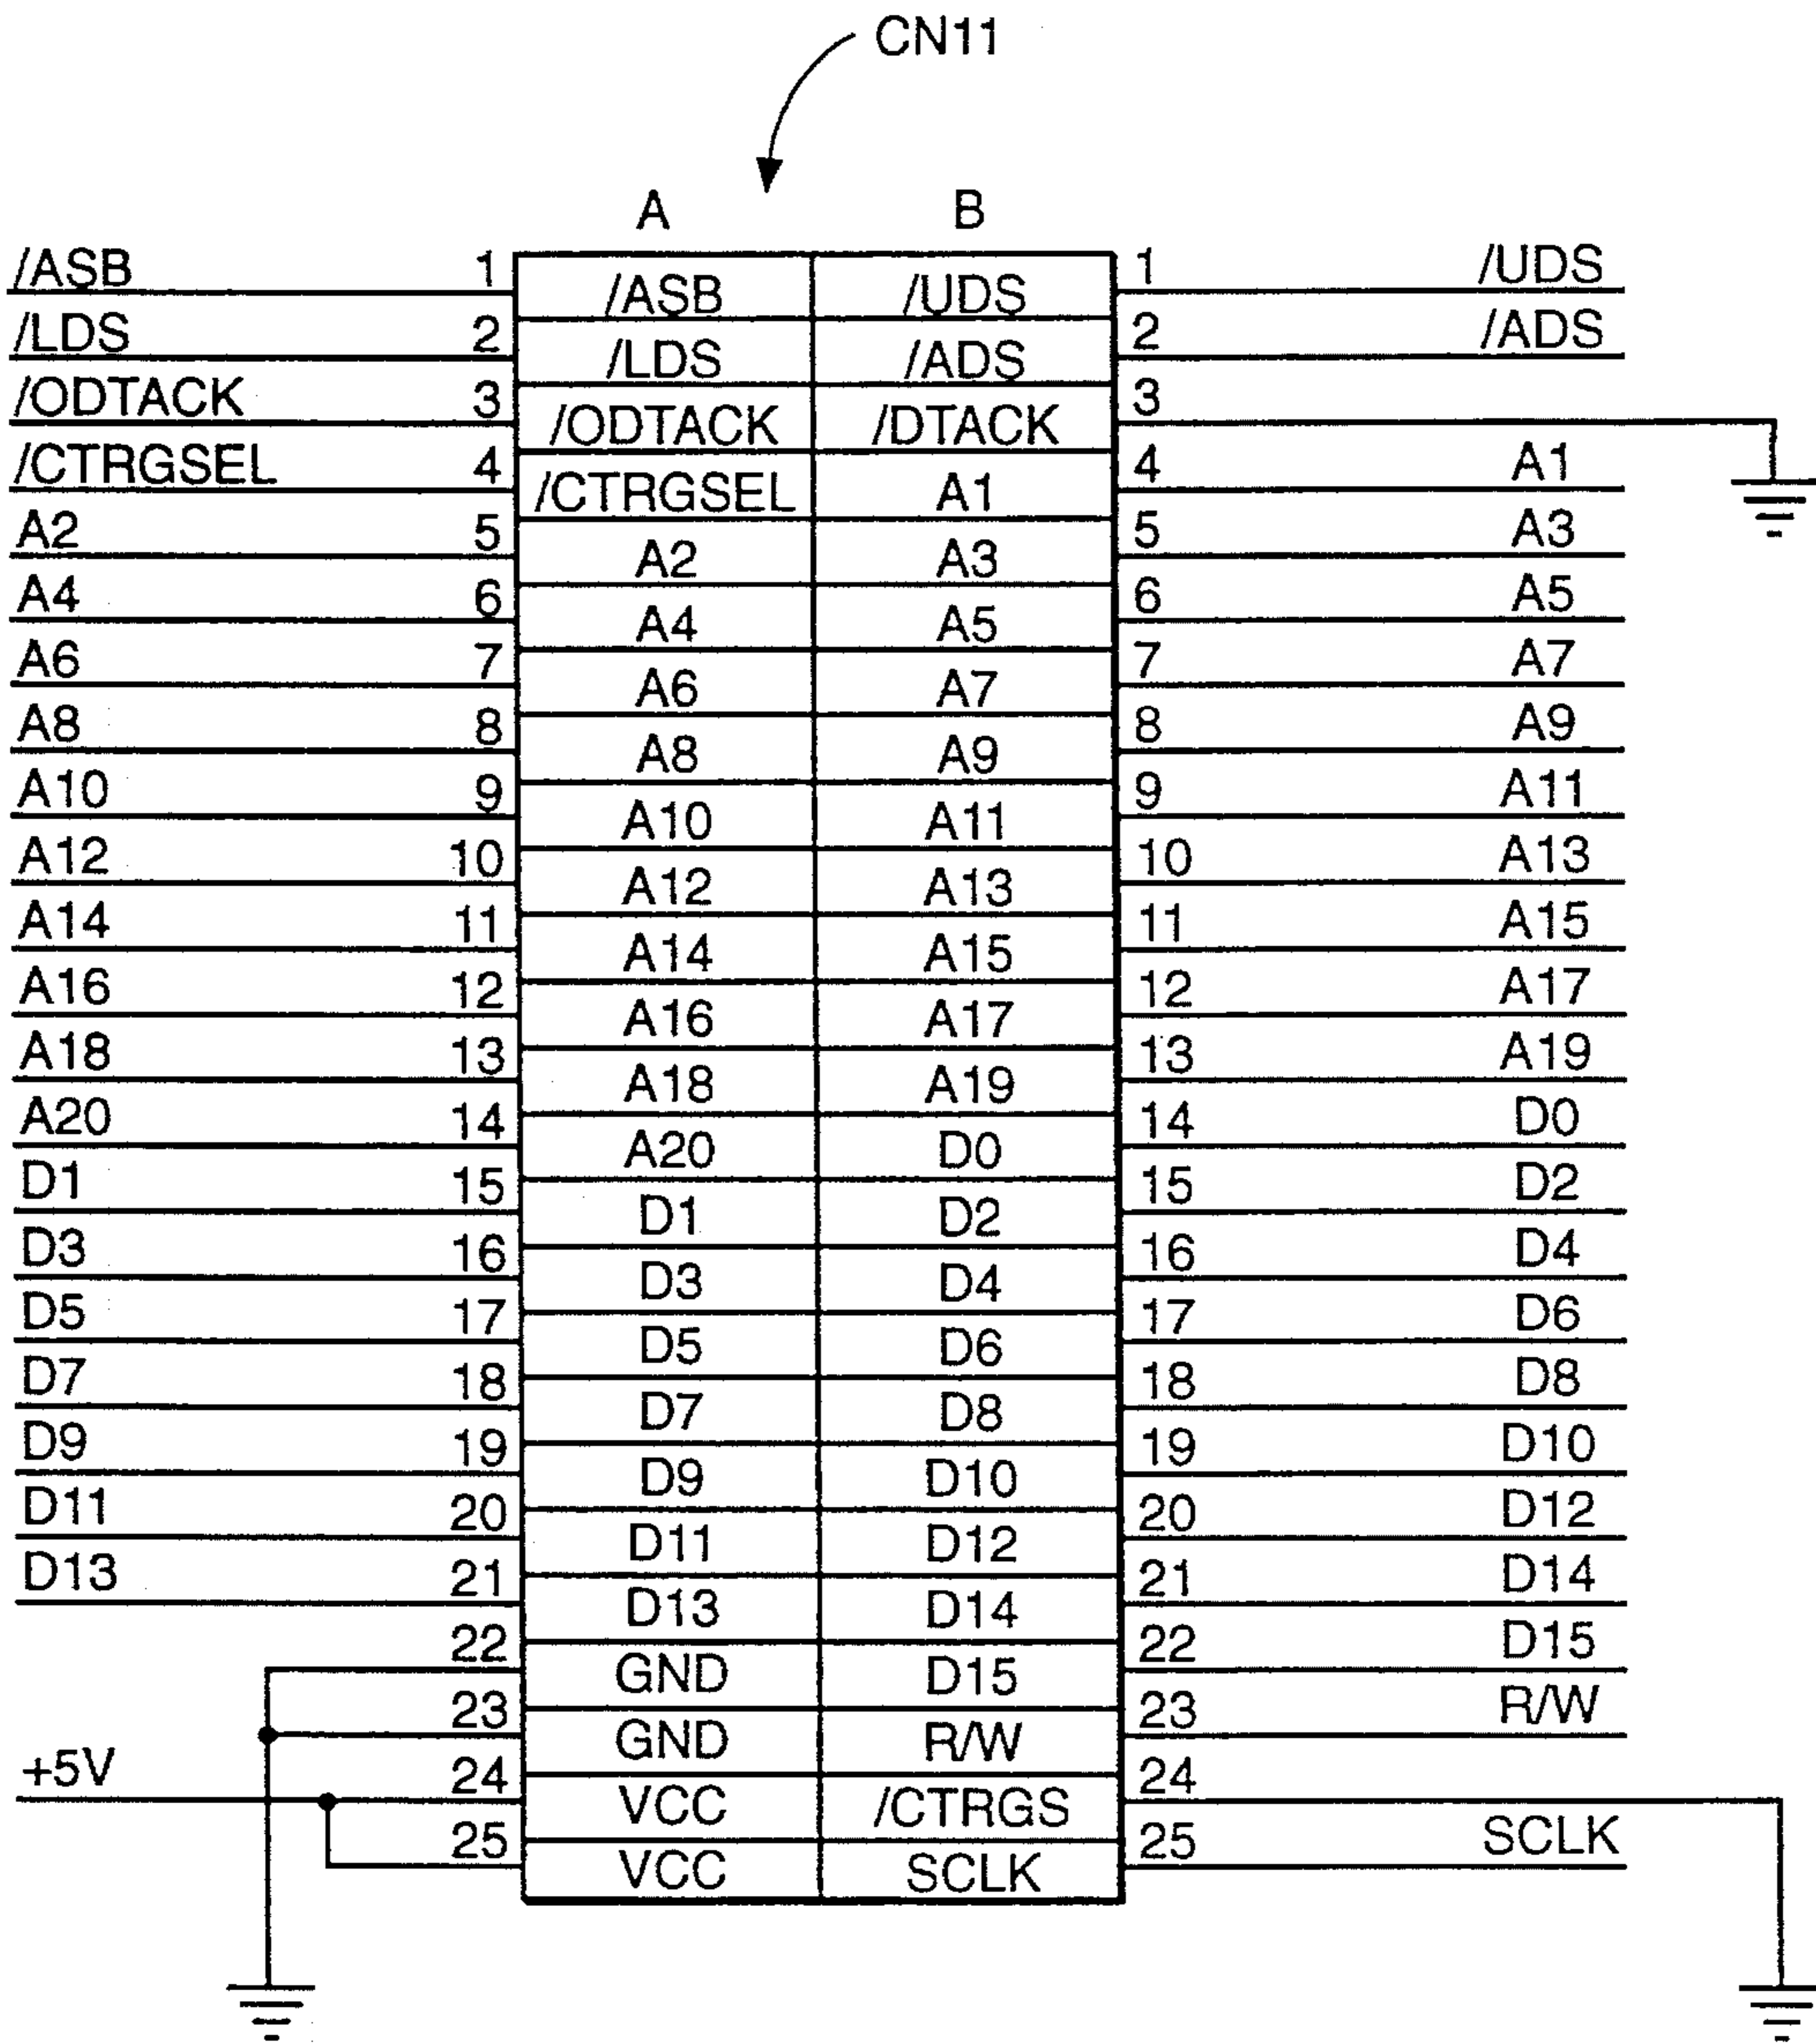 CN11
A B
/ASB 1 /ASB /UDS 1 /UDS
/LDS 2 /LDS /ADS 2 /ADS
/ODTACK 3 /ODTACK /DTACK 3
/CTRGSEL 4 /CTRGSEL A1 4 A1
A2 5 A2 A3 5 A3
A4 6 A4 A5 6 A5
A6 7 A6 A7 7 A7
A8 8 A8 A9 8 A9
A10 9 A10 A11 9 A11
A12 10 A12 A13 10 A13
A14 11 A14 A15 11 A15
A16 12 A16 A17 12 A17
A18 13 A18 A19 13 A19
A20 14 A20 D0 14 D0
D1 15 D1 D2 15 D2
D3 16 D3 D4 16 D4
D5 17 D5 D6 17 D6
D7 18 D7 D8 18 D8
D9 19 D9 D10 19 D10
D11 20 D11 D12 20 D12
D13 21 D13 D14 21 D14
22 GND D15 22 D15
23 GND R/W 23 R/W
+5V 24 VCC /CTRGS 24
25 VCC SCLK 25 SCLK